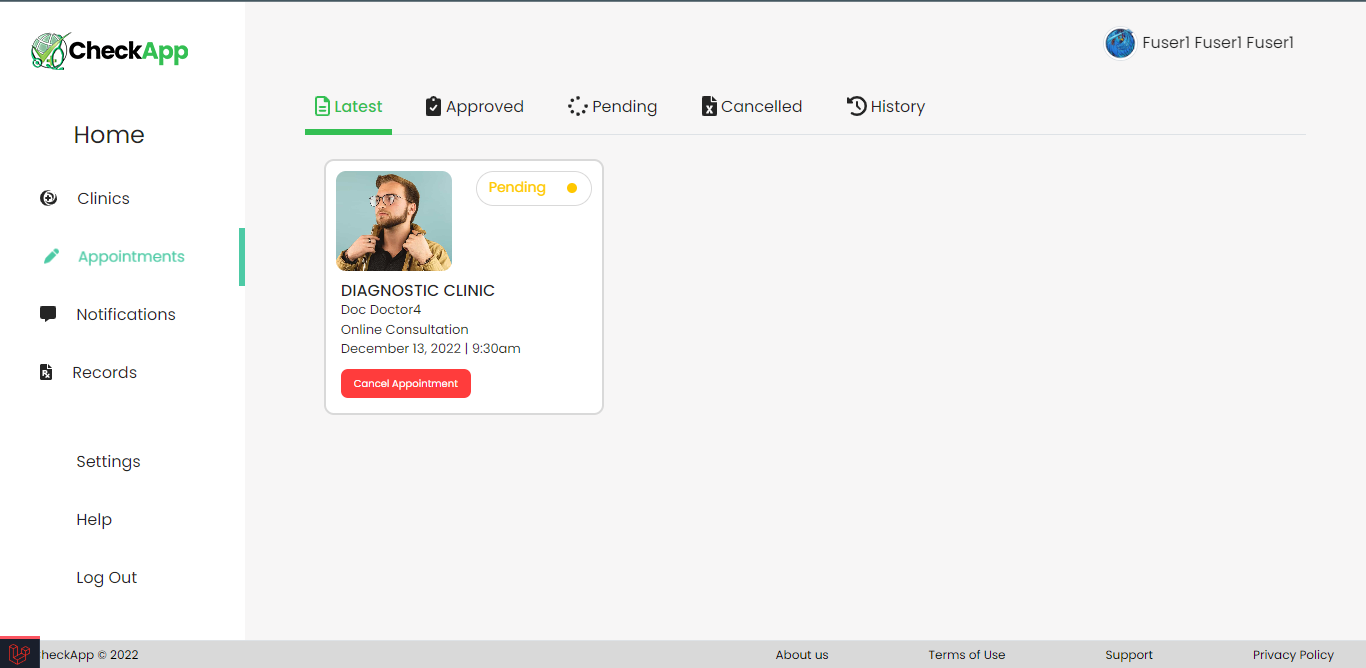 CheckApp
Fuser1 Fuser1 Fuser1
Home
Clinics
Appointments
Notifications
Records
Settings
Help
Log Out
Latest
Approved
Pending
Cancelled
History
Pending
DIAGNOSTIC CLINIC
Doc Doctor4
Online Consultation
December 13, 2022 | 9:30am
Cancel Appointment
heckApp © 2022
About us
Terms of Use
Support
Privacy Policy